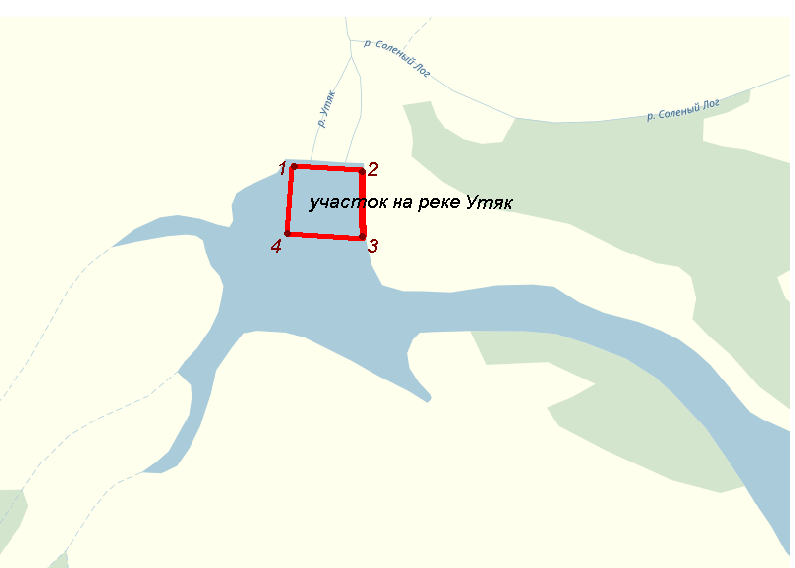 р. Соленый Лог
р. Утяк
р. Соленый Лог
1
2
участок на реке Утяк
4
3